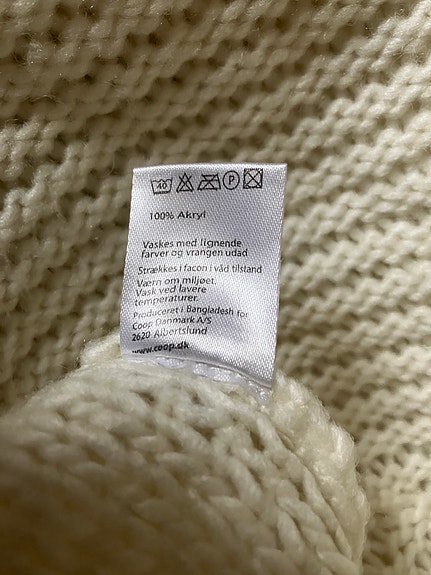 40 P
100% Akryl
Vaskes med lignende
farver og vrangen udad
Strækkes i facon i våd tilstand
Værn om miljøet.
Vask ved lavere
temperaturer.
Produceret i Bangladesh for
Coop Danmark A/S
2620 Albertslund
www.coop.dk